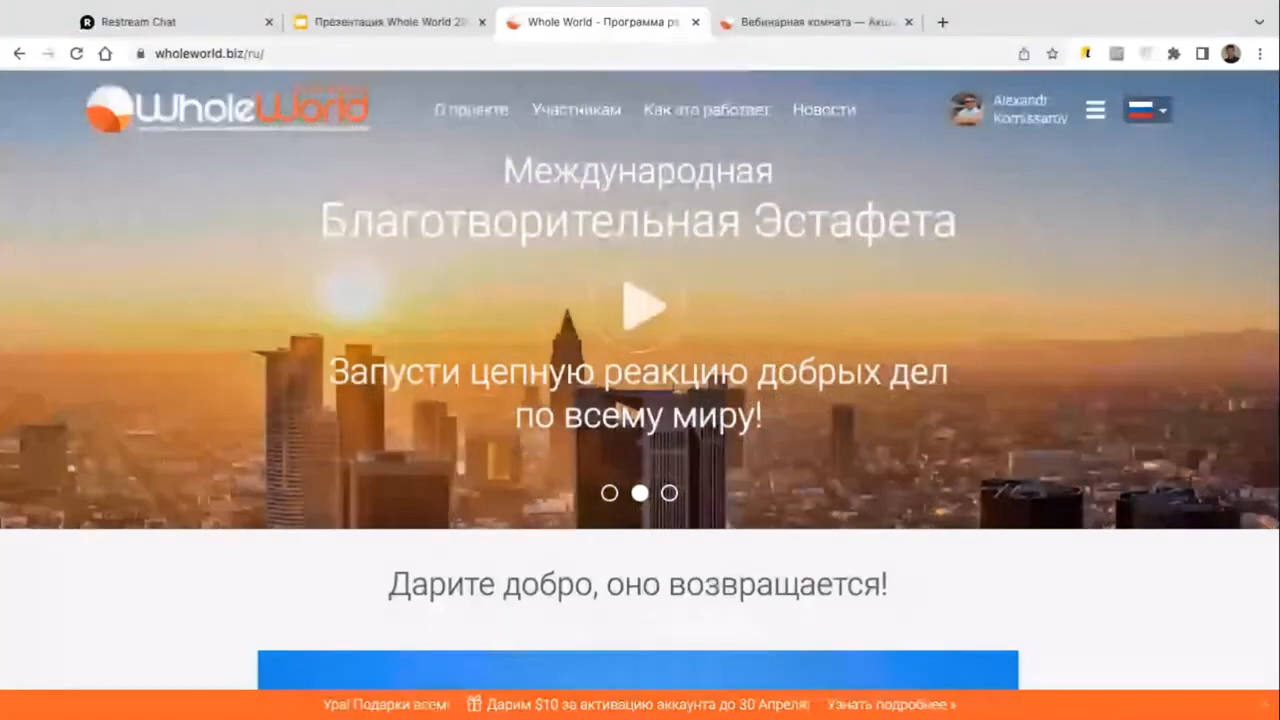 Restream Chat
Презентация Whole World
Whole World - Программа
Вебинарная комната —
wholeworld.biz/ru/
WholeWorld
О проекте
Участникам
Как это работает
Новости
Alexandr
Komissarov
Международная
Благотворительная Эстафета
Запусти цепную реакцию добрых дел
по всему миру!
Дарите добро, оно возвращается!
Ура! Подарки всем! Дарим $10 за активацию аккаунта до 30 Апреля! Узнать подробнее »